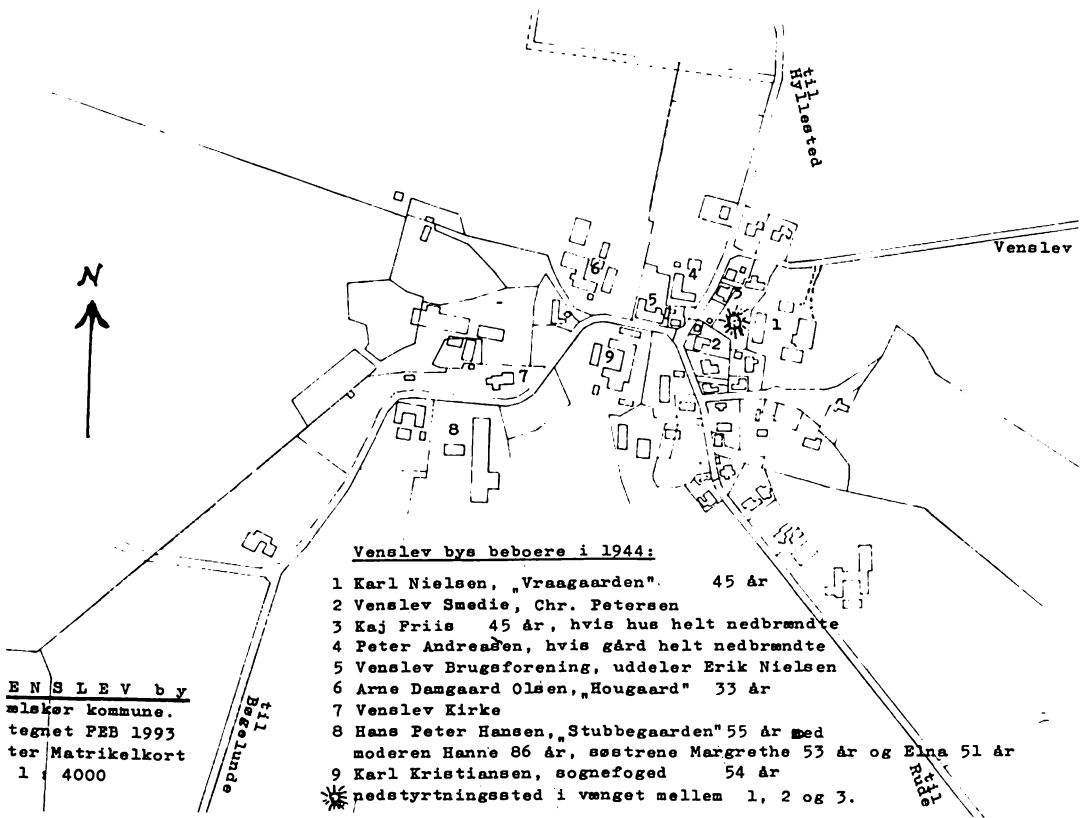 til
Hyllested
Venslev
N
6
4
3
5
1
2
9
7
8
Venslev bys beboere i 1944:
1 Karl Nielsen, „Vraagaarden". 45 år
2 Venslev Smedie, Chr. Petersen
3 Kaj Friis 45 år, hvis hus helt nedbrændte
4 Peter Andreasen, hvis gård helt nedbrændte
5 Venslev Brugsforening, uddeler Erik Nielsen
6 Arne Damgaard Olsen,„Hougaard" 33 år
7 Venslev Kirke
8 Hans Peter Hansen,„Stubbegaarden" 55 år med
moderen Hanne 86 år, søstrene Margrethe 53 år og Elna 51 år
9 Karl Kristiansen, sognefoged 54 år
nedstyrtningssted i vænget mellem 1, 2 og 3.
ENSLEV by
ælskør kommune.
tegnet PEB 1993
ter Matrikelkort
1 : 4000
til
Bøgelunde
til
Rude